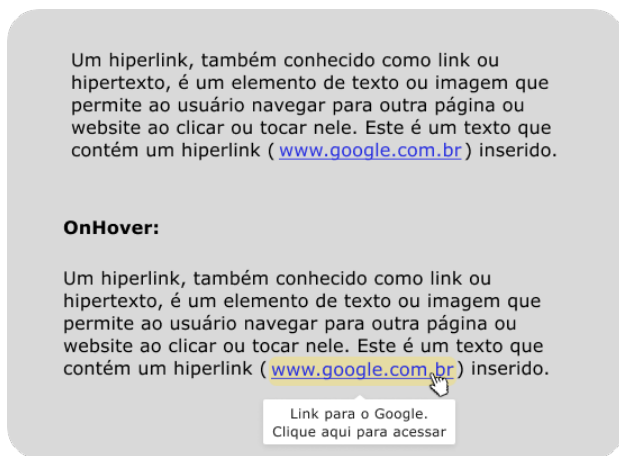 Um hiperlink, também conhecido como link ou
hipertexto, é um elemento de texto ou imagem que
permite ao usuário navegar para outra página ou
website ao clicar ou tocar nele. Este é um texto que
contém um hiperlink ( www.google.com.br ) inserido.
OnHover:
Um hiperlink, também conhecido como link ou
hipertexto, é um elemento de texto ou imagem que
permite ao usuário navegar para outra página ou
website ao clicar ou tocar nele. Este é um texto que
contém um hiperlink ( www.google.com.br ) inserido.
Link para o Google.
Clique aqui para acessar